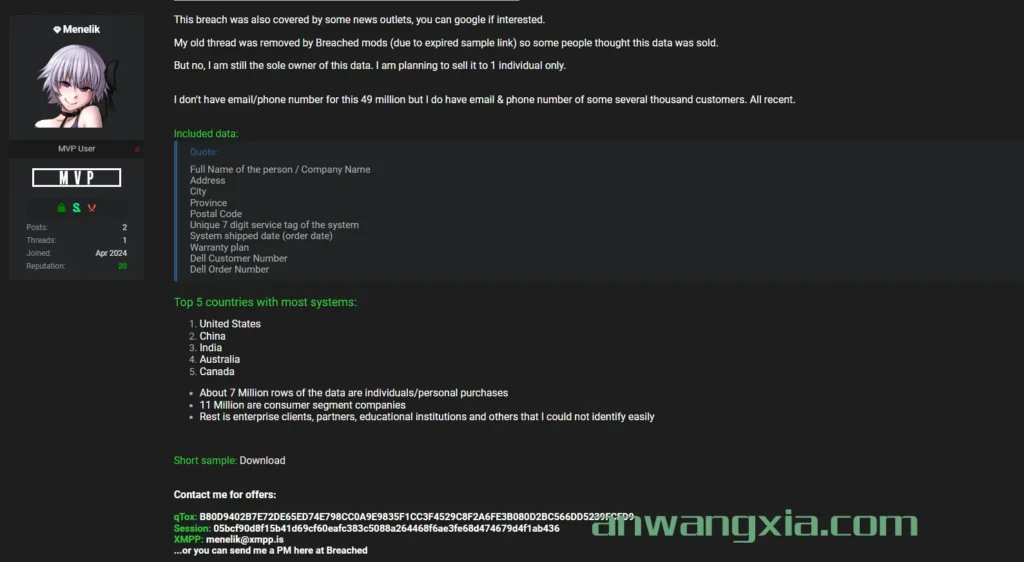 This breach was also covered by some news outlets, you can google if interested.
Menelik
My old thread was removed by Breached mods (due to expired sample link) so some people thought this data was sold.
But no, I am still the sole owner of this data. I am planning to sell it to 1 individual only.
I don't have email/phone number for this 49 million but I do have email & phone number of some several thousand customers. All recent.
MVP User
MVP
Posts: 2
Threads: 1
Joined: Apr 2024
Reputation: 20
Included data:
Quote:
Full Name of the person / Company Name
Address
City
Province
Postal Code
Unique 7 digit service tag of the system
System shipped date (order date)
Warranty plan
Dell Customer Number
Dell Order Number
Top 5 countries with most systems:
1. United States
2. China
3. India
4. Australia
5. Canada
• About 7 Million rows of the data are individuals/personal purchases
• 11 Million are consumer segment companies
• Rest is enterprise clients, partners, educational institutions and others that I could not identify easily
Short sample: Download
Contact me for offers:
qTox:
Session: 05bcf90d8f15b41d69cf60eafc383c5088a264468f6ae3fe68d474679d4f1ab436
XMPP: menelik@xmpp.is
...or you can send me a PM here at Breached
anwangxia.com